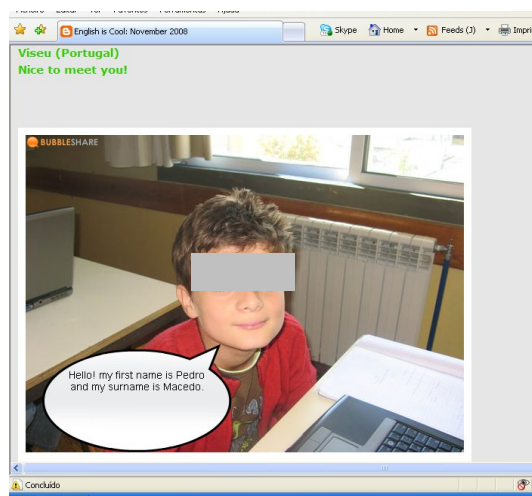 English is Cool: November 2008
Skype
Home
Feeds (J)
Viseu (Portugal)
Nice to meet you!
BUBBLESHARE
Hello! my first name is Pedro
and my surname is Macedo.
Concluído